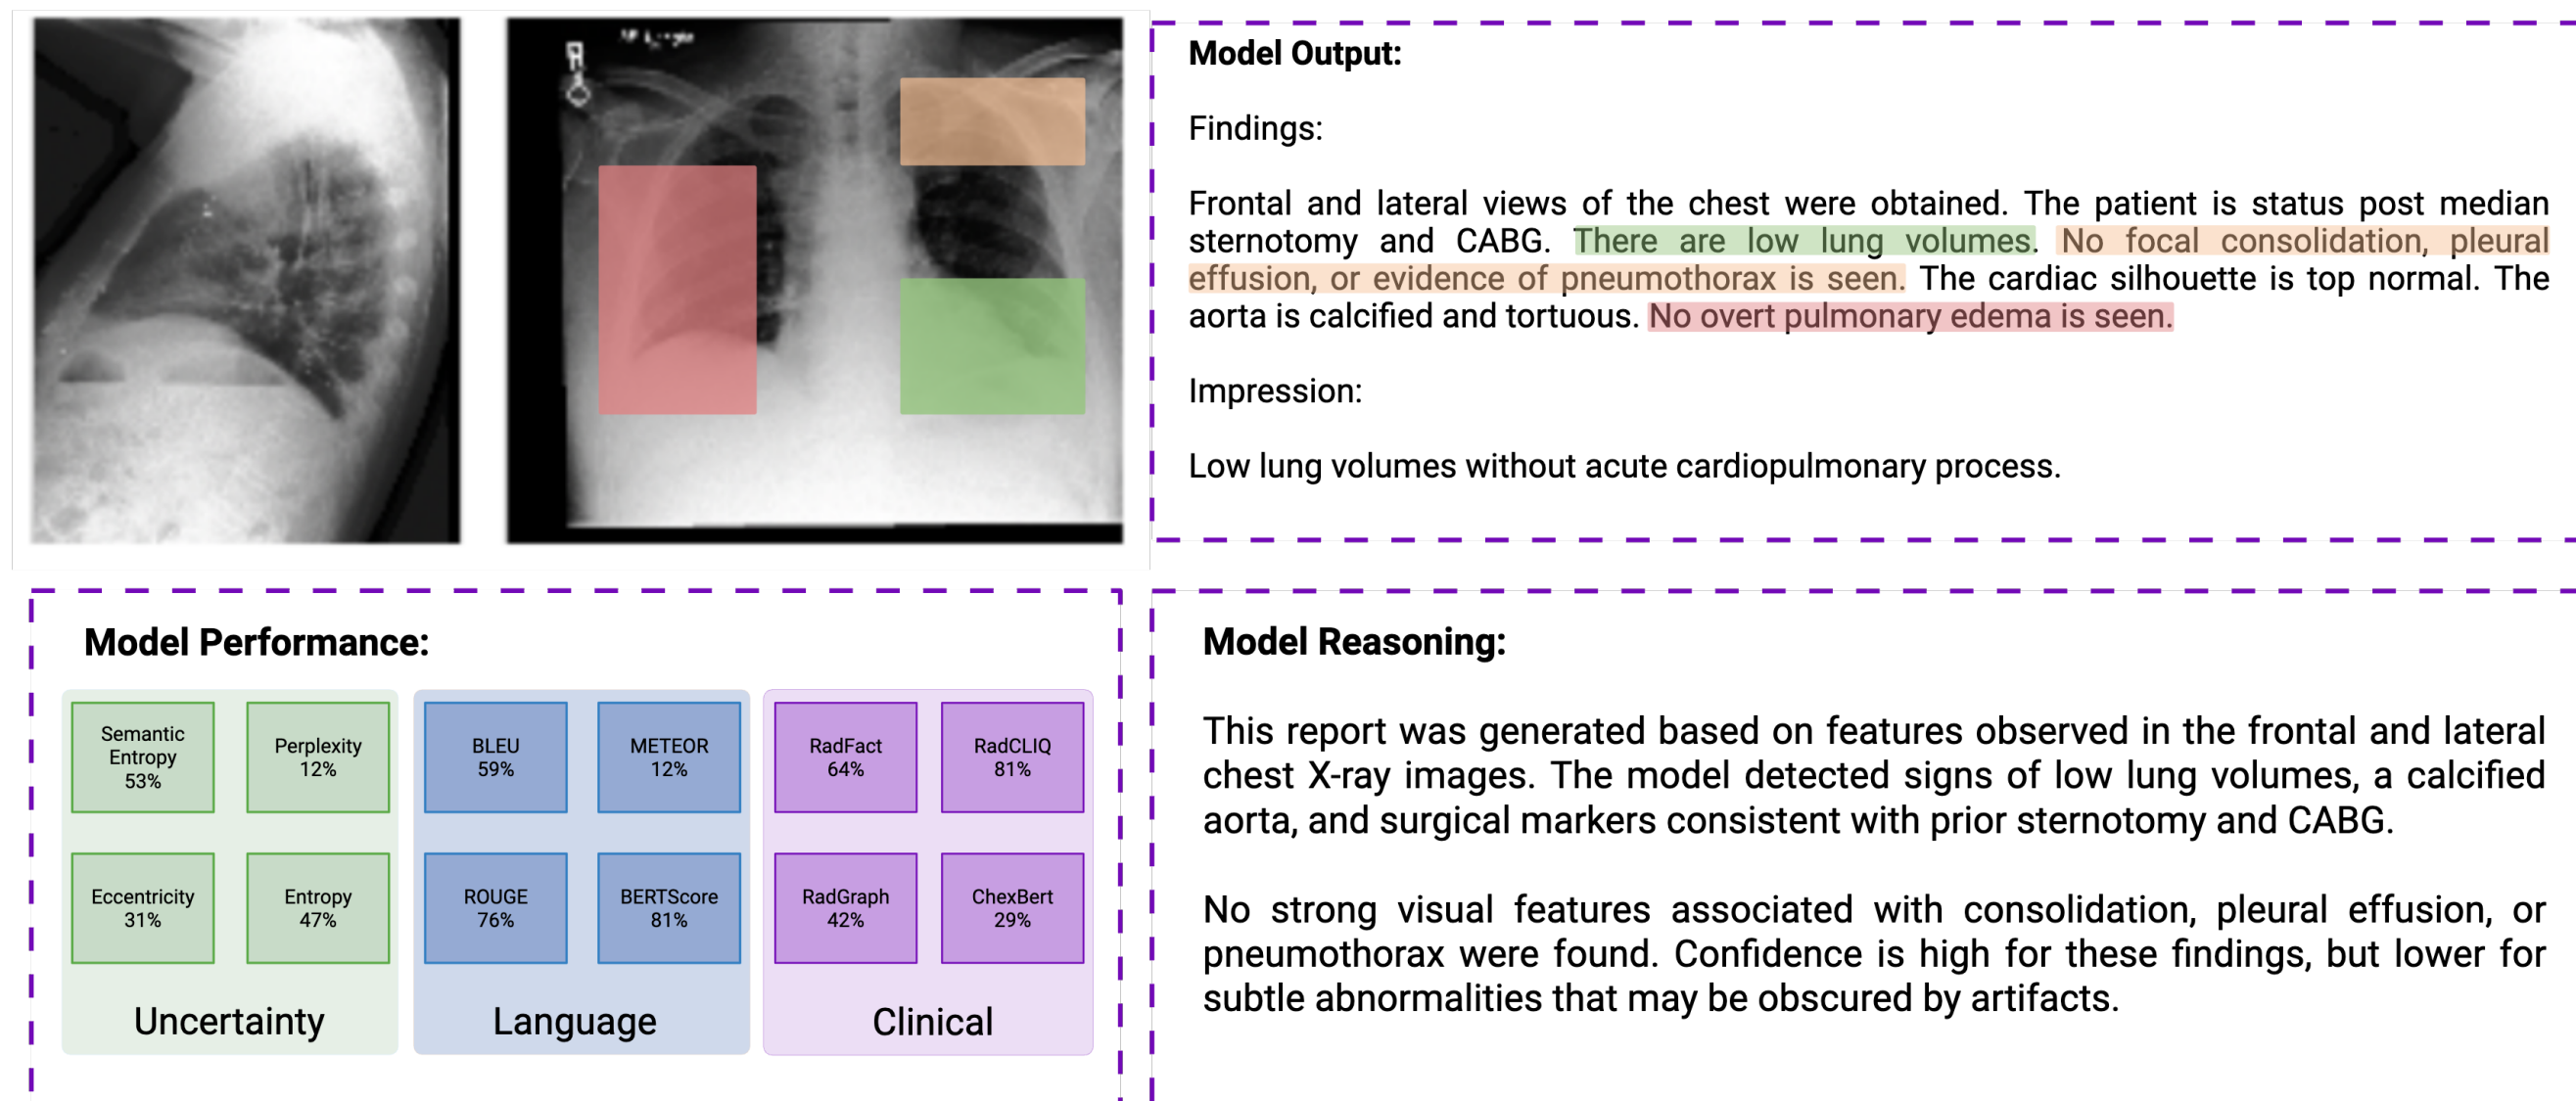 R
Model Output:
Findings:
Frontal and lateral views of the chest were obtained. The patient is status post median
sternotomy and CABG. There are low lung volumes. No focal consolidation, pleural
effusion, or evidence of pneumothorax is seen. The cardiac silhouette is top normal. The
aorta is calcified and tortuous. No overt pulmonary edema is seen.
Impression:
Low lung volumes without acute cardiopulmonary process.
Model Performance:
Semantic
Entropy
53%
Perplexity
12%
Eccentricity
31%
Entropy
47%
Uncertainty
BLEU
59%
METEOR
12%
ROUGE
76%
BERTScore
81%
Language
RadFact
64%
RadCLIQ
81%
RadGraph
42%
ChexBert
29%
Clinical
Model Reasoning:
This report was generated based on features observed in the frontal and lateral
chest X-ray images. The model detected signs of low lung volumes, a calcified
aorta, and surgical markers consistent with prior sternotomy and CABG.
No strong visual features associated with consolidation, pleural effusion, or
pneumothorax were found. Confidence is high for these findings, but lower for
subtle abnormalities that may be obscured by artifacts.